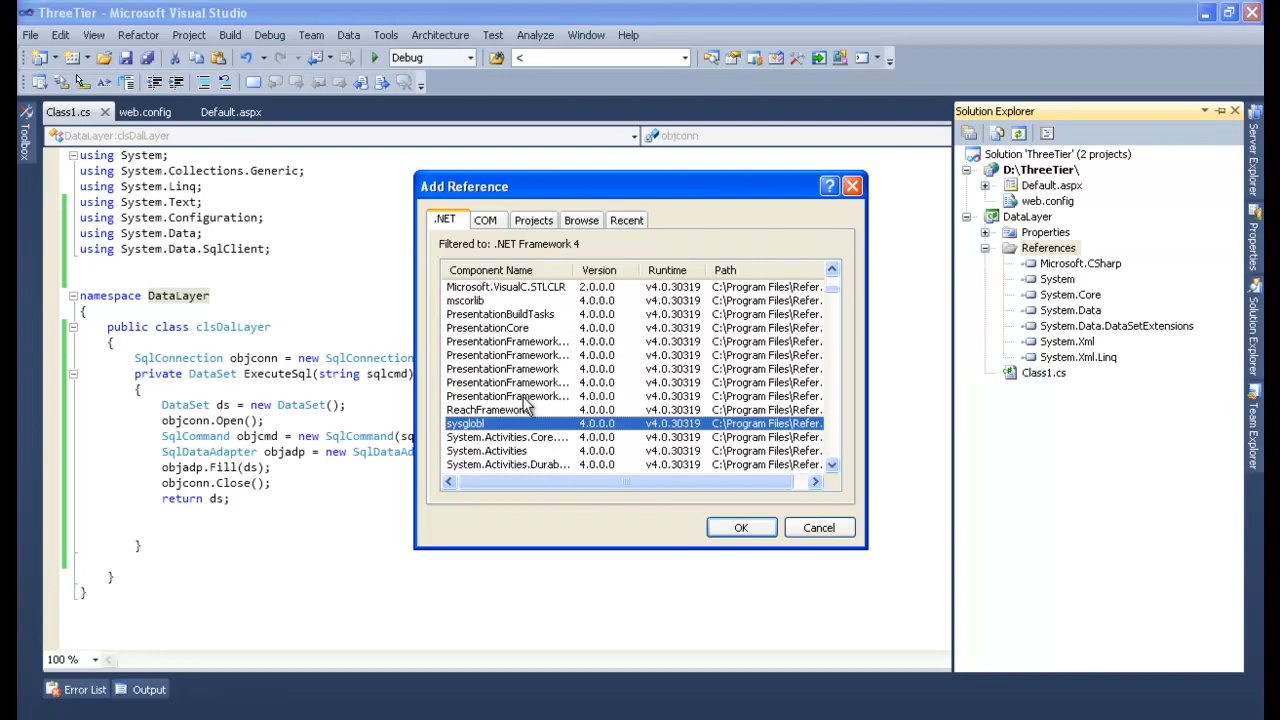 ThreeTier - Microsoft Visual Studio
File Edit View Refactor Project Build Debug Team Data Tools Architecture Test Analyze Window Help
Debug <
Class1.cs web.config Default.aspx
DataLayer.clsDalLayer objconn
Toolbox
using System;
using System.Collections.Generic;
using System.Linq;
using System.Text;
using System.Configuration;
using System.Data;
using System.Data.SqlClient;
namespace DataLayer
{
public class clsDalLayer
{
SqlConnection objconn = new SqlConnection
private DataSet ExecuteSql(string sqlcmd)
{
DataSet ds = new DataSet();
objconn.Open();
SqlCommand objcmd = new SqlCommand(sq
SqlDataAdapter objadp = new SqlDataAd
objadp.Fill(ds);
objconn.Close();
return ds;
}
}
}
100 %
Error List Output
Add Reference
.NET COM Projects Browse Recent
Filtered to: .NET Framework 4
Component Name Version Runtime Path
Microsoft.VisualC.STLCLR 2.0.0.0 v4.0.30319 C:\Program Files\Refer.
mscorlib 4.0.0.0 v4.0.30319 C:\Program Files\Refer.
PresentationBuildTasks 4.0.0.0 v4.0.30319 C:\Program Files\Refer.
PresentationCore 4.0.0.0 v4.0.30319 C:\Program Files\Refer.
PresentationFramework... 4.0.0.0 v4.0.30319 C:\Program Files\Refer.
PresentationFramework... 4.0.0.0 v4.0.30319 C:\Program Files\Refer.
PresentationFramework 4.0.0.0 v4.0.30319 C:\Program Files\Refer.
PresentationFramework... 4.0.0.0 v4.0.30319 C:\Program Files\Refer.
PresentationFramework... 4.0.0.0 v4.0.30319 C:\Program Files\Refer.
ReachFramework 4.0.0.0 v4.0.30319 C:\Program Files\Refer.
sysglobl 4.0.0.0 v4.0.30319 C:\Program Files\Refer.
System.Activities.Core.... 4.0.0.0 v4.0.30319 C:\Program Files\Refer.
System.Activities 4.0.0.0 v4.0.30319 C:\Program Files\Refer.
System.Activities.Durab... 4.0.0.0 v4.0.30319 C:\Program Files\Refer.
OK Cancel
Solution Explorer
Solution 'ThreeTier' (2 projects)
D:\ThreeTier\
Default.aspx
web.config
DataLayer
Properties
References
Microsoft.CSharp
System
System.Core
System.Data
System.Data.DataSetExtensions
System.Xml
System.Xml.Linq
Class1.cs
Server Explorer
Properties
Solution Explorer
Team Explorer